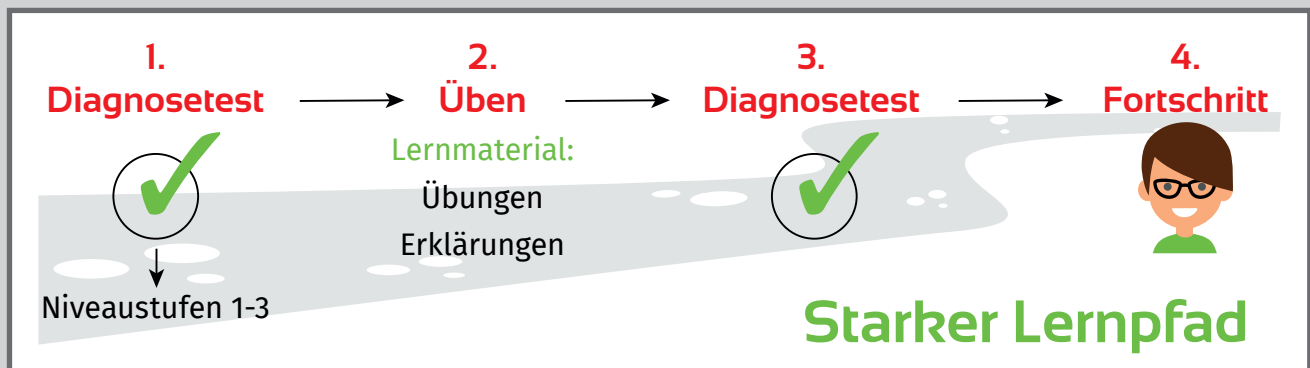 1.
Diagnosetest
Niveaustufen 1-3
2.
Üben
Lernmaterial:
Übungen
Erklärungen
3.
Diagnosetest
4.
Fortschritt
Starker Lernpfad